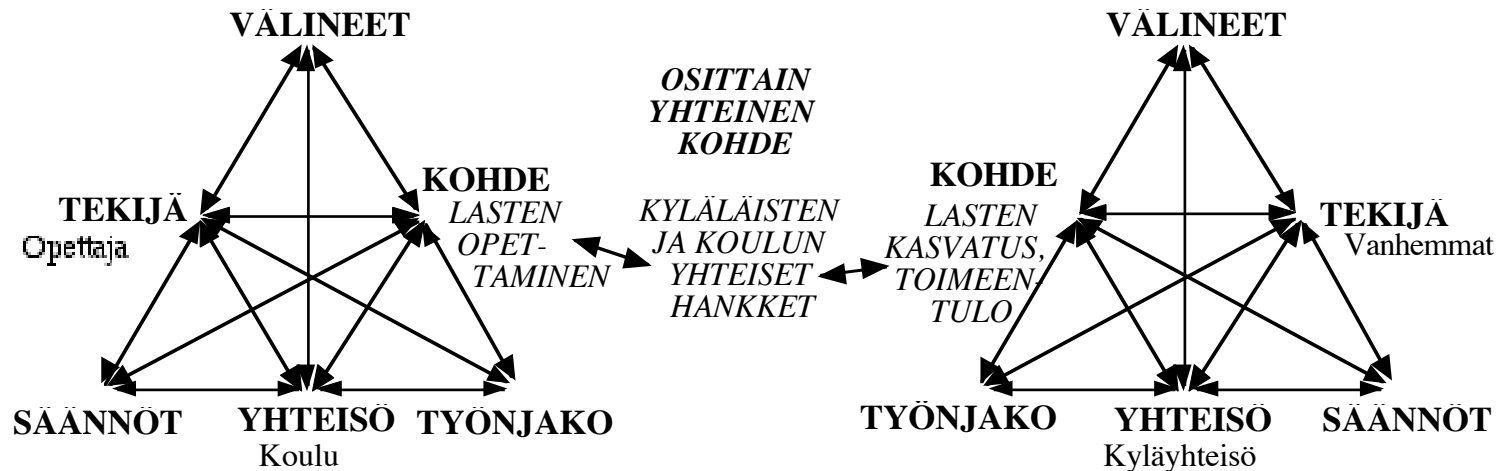 VÄLINEET
KOHDE
LASTEN
OPET-
TAMINEN
TEKIJÄ
Opettaja
SÄÄNNÖT
YHTEISÖ
Koulu
TYÖNJAKO
OSITTAIN
YHTEINEN
KOHDE
KYLÄLÄISTEN
JA KOULUN
YHTEISET
HANKKET
VÄLINEET
KOHDE
LASTEN
KASVATUS,
TOIMEEN-
TULO
TEKIJÄ
Vanhemmat
TYÖNJAKO
YHTEISÖ
Kyläyhteisö
SÄÄNNÖT